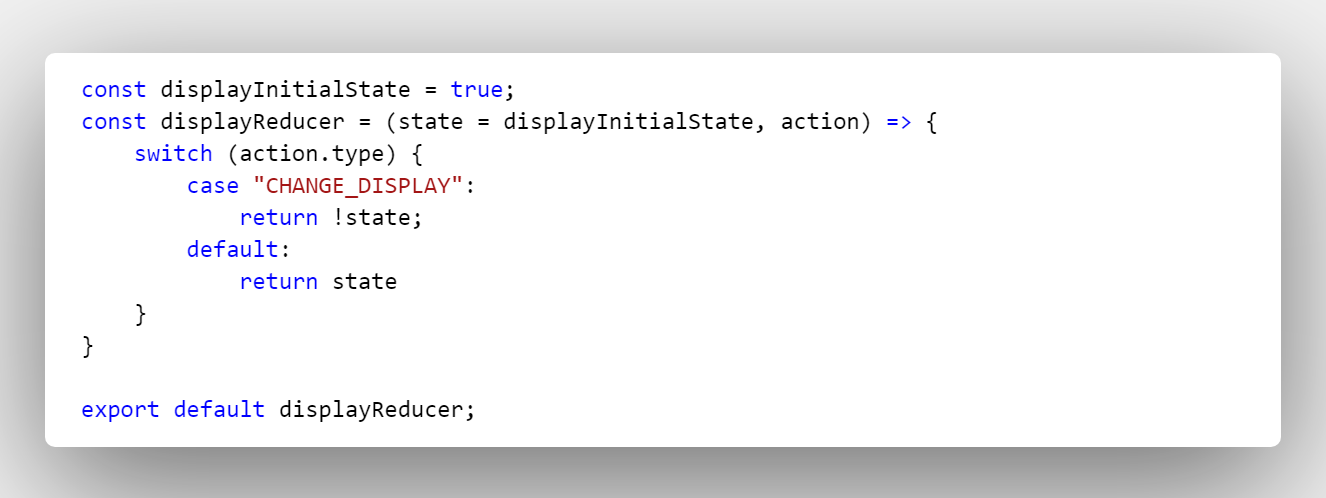 const displayInitialState = true;
const displayReducer = (state = displayInitialState, action) => {
    switch (action.type) {
        case "CHANGE_DISPLAY":
            return !state;
        default:
            return state
    }
}

export default displayReducer;